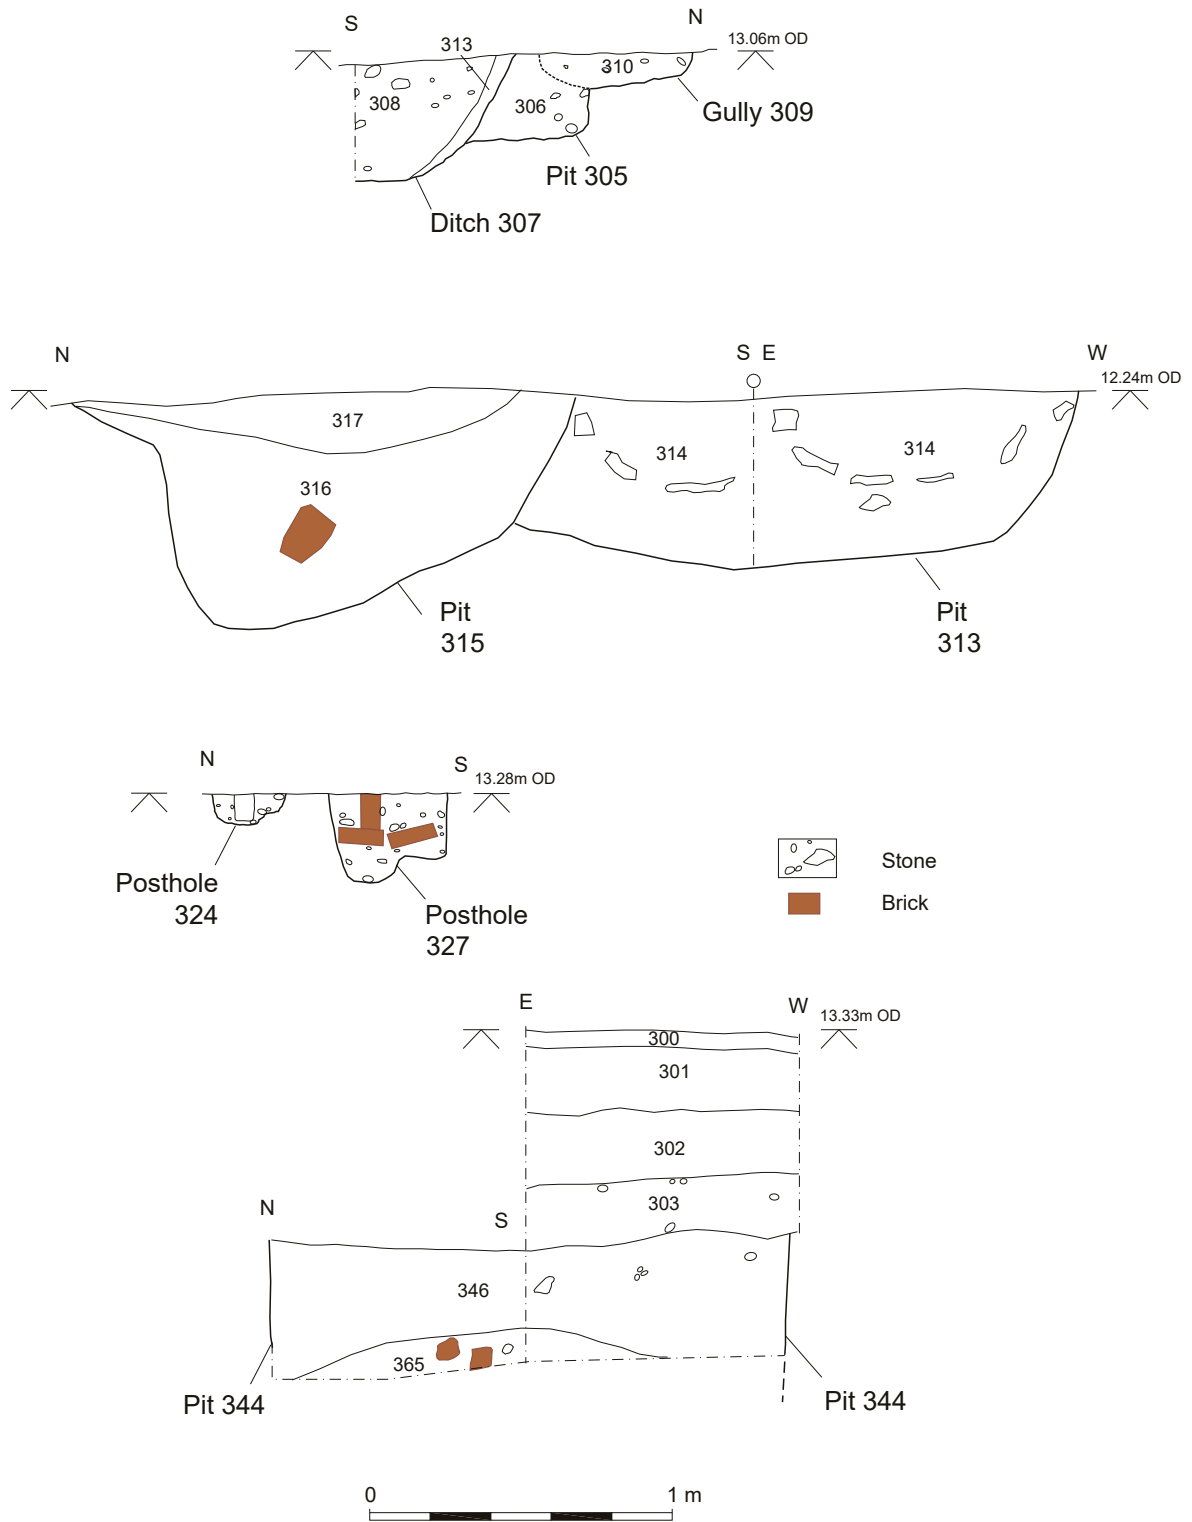 S
N
13.06m OD
313
310
308
306
Gully 309
Pit 305
Ditch 307
N
S E
W
12.24m OD
317
314
314
316
Pit
315
Pit
313
N
S
13.28m OD
Posthole
324
Posthole
327
Stone
Brick
E
W
13.33m OD
300
301
302
303
N
S
346
365
Pit 344
Pit 344
0
1 m